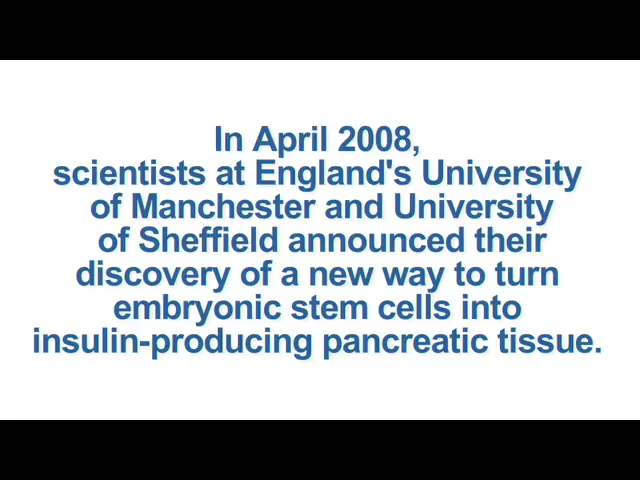 In April 2008,
scientists at England's University
of Manchester and University
of Sheffield announced their
discovery of a new way to turn
embryonic stem cells into
insulin-producing pancreatic tissue.